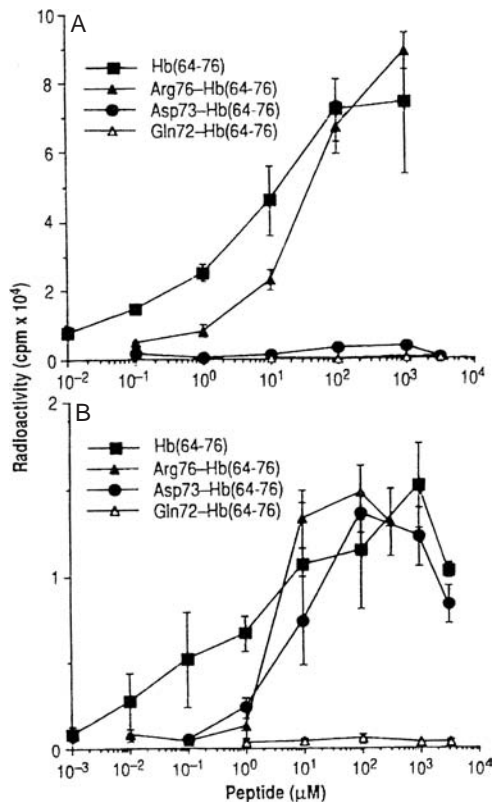 A
10
8
6
4
2
0
Hb(64-76)
Arg76–Hb(64-76)
Asp73–Hb(64-76)
Gln72–Hb(64-76)
10⁻² 10⁻¹ 10⁰ 10¹ 10² 10³ 10⁴
Radioactivity (cpm x 10⁴)
B
2
1
0
Hb(64-76)
Arg76–Hb(64-76)
Asp73–Hb(64-76)
Gln72–Hb(64-76)
10⁻³ 10⁻² 10⁻¹ 10⁰ 10¹ 10² 10³ 10⁴
Peptide (μM)